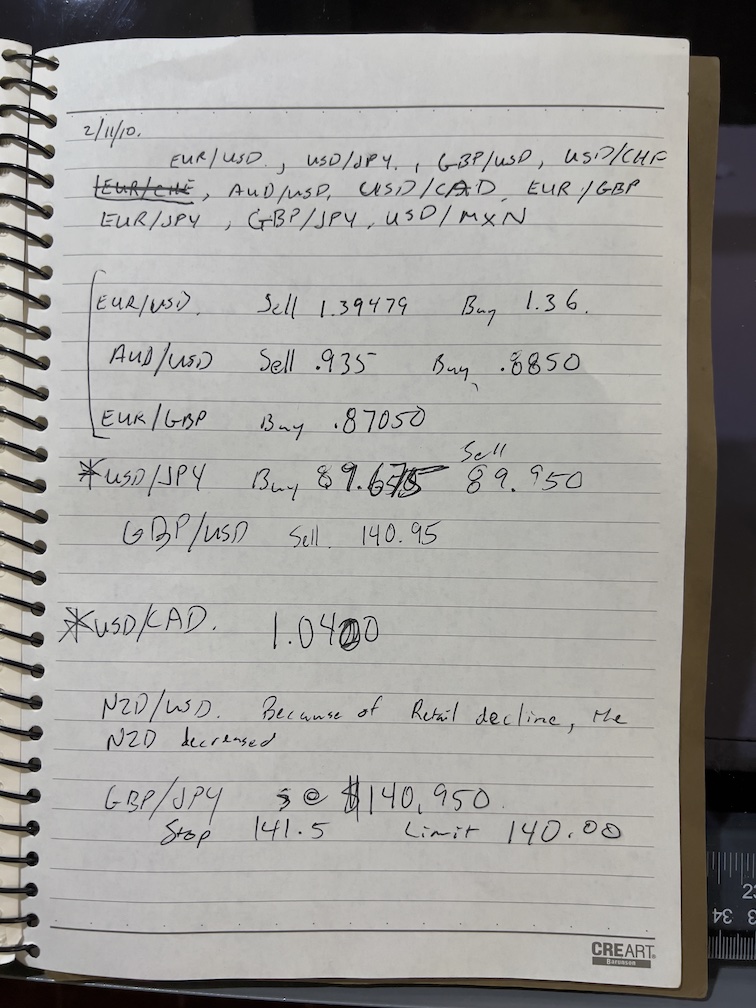 2/11/10.
EUR/USD, USD/JPY, GBP/USD, USD/CHF
EUR/CHF, AUD/USD, USD/CAD, EUR/GBP
EUR/JPY, GBP/JPY, USD/MXN
EUR/USD. Sell 1.39479 Buy 1.36.
AUD/USD Sell .935 Buy .8850
EUR/GBP Buy .87050
Sell
*USD/JPY Buy 89.950
GBP/USD Sell 140.95
*USD/CAD. 1.0400
NZD/USD. Because of Retail decline, the
NZD decreased
GBP/JPY S @ $140,950
Stop 141.5 Limit 140.00
CREART
Baronson
23
34